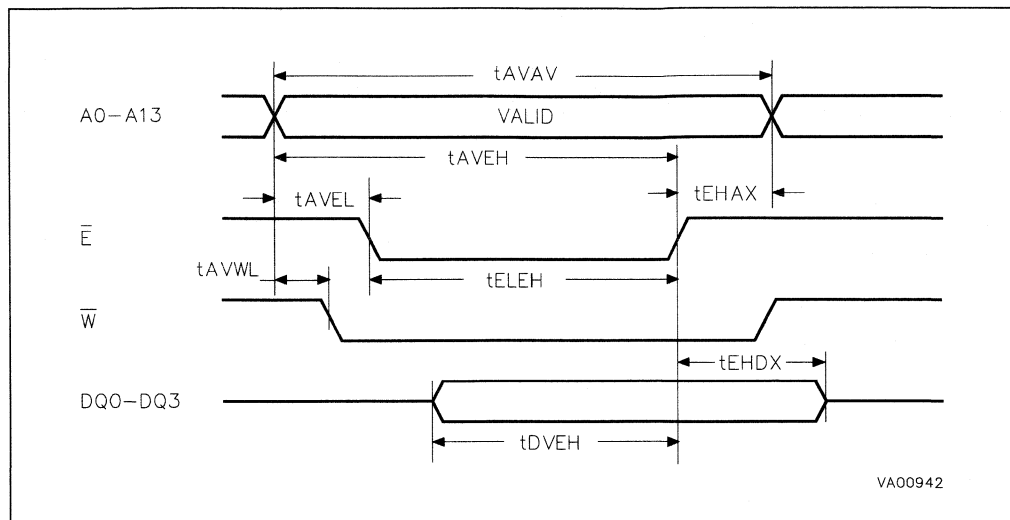 tAVAV
A0-A13
VALID
tAVEH
tAVEL
tEHAX
E̅
tAVWL
tELEH
W̅
tEHDX
DQ0-DQ3
tDVEH
VA00942